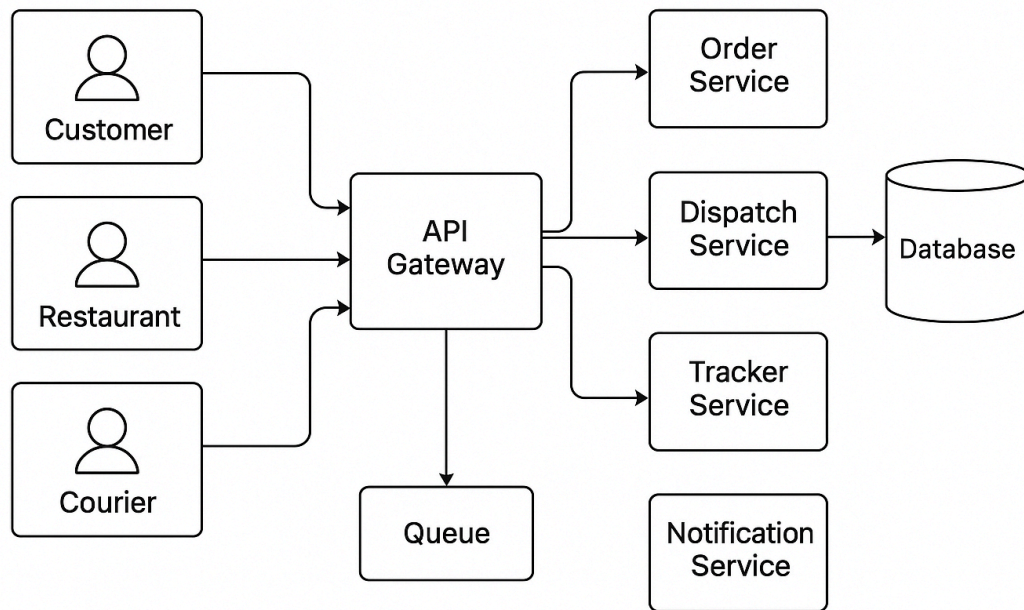 Customer
Restaurant
Courier
API
Gateway
Queue
Order
Service
Dispatch
Service
Tracker
Service
Notification
Service
Database